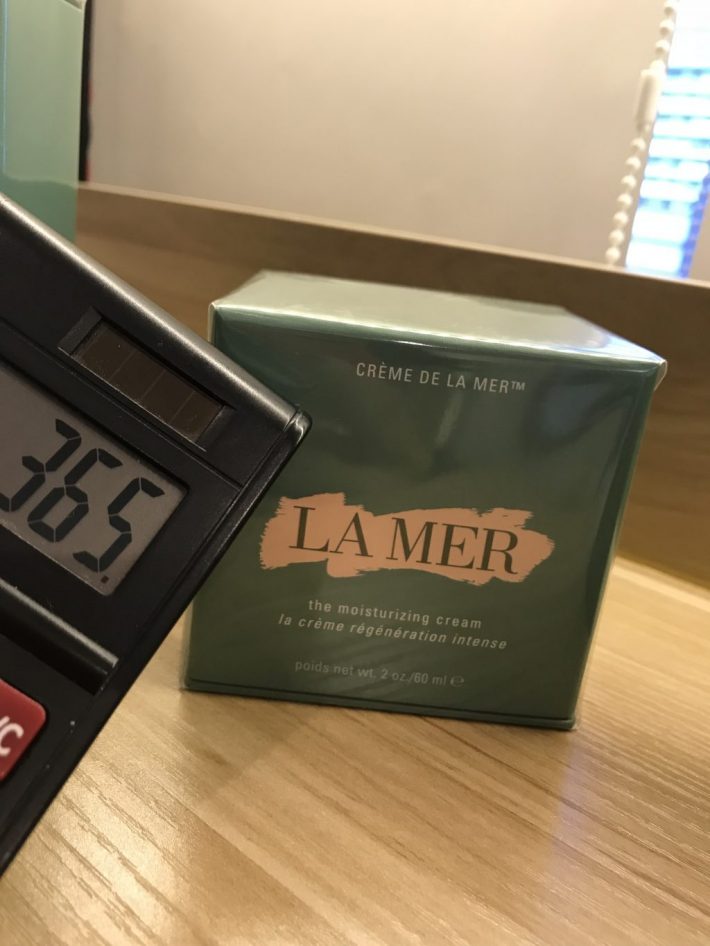 CRÈME DE LA MER™
LA MER
the moisturizing cream
la crème régénération intense
poids net wt. 2 oz./60 ml ℮
365.